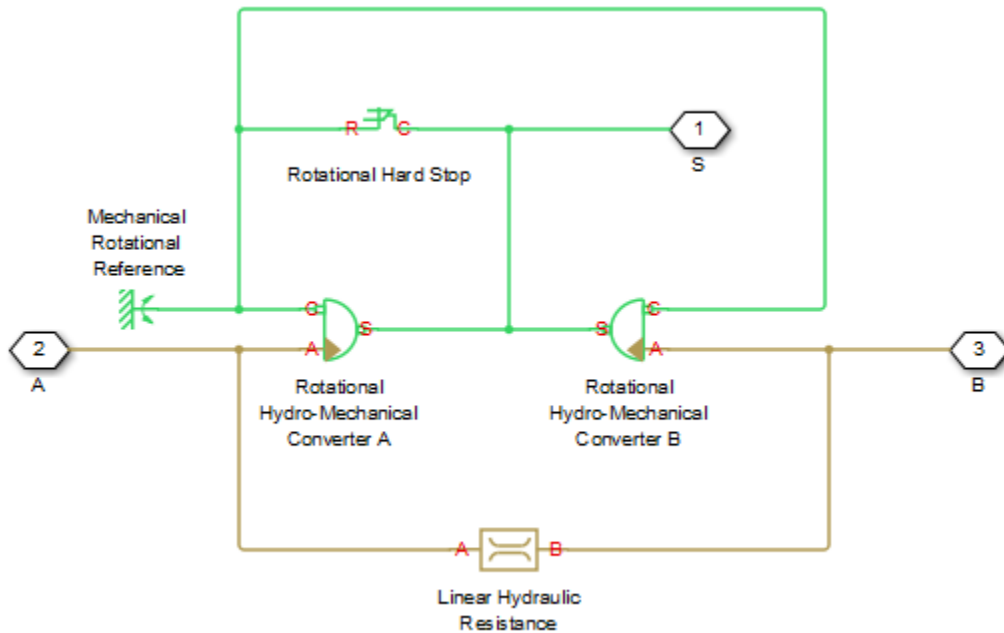 R
C
1
S
Rotational Hard Stop
Mechanical
Rotational
Reference
C
S
S
C
2
A
A
A
3
B
Rotational
Hydro-Mechanical
Converter A
Rotational
Hydro-Mechanical
Converter B
A
B
Linear Hydraulic
Resistance